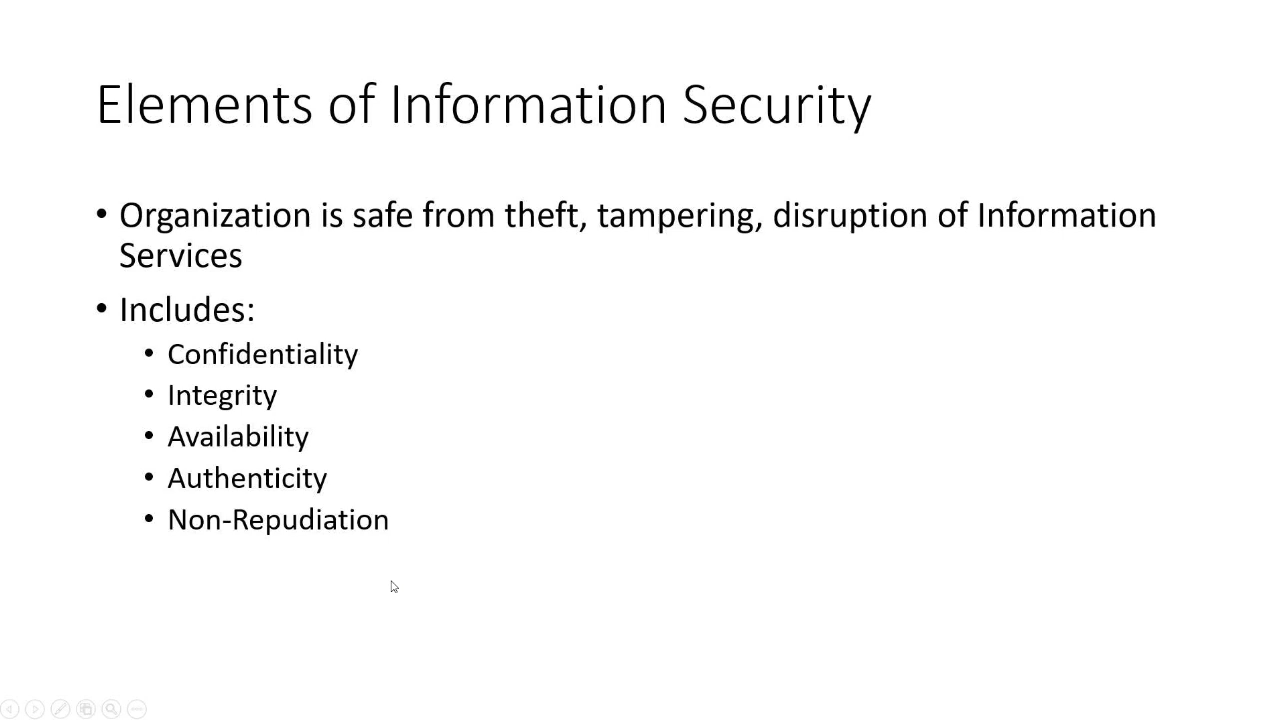 Elements of Information Security
• Organization is safe from theft, tampering, disruption of Information
Services
• Includes:
• Confidentiality
• Integrity
• Availability
• Authenticity
• Non-Repudiation